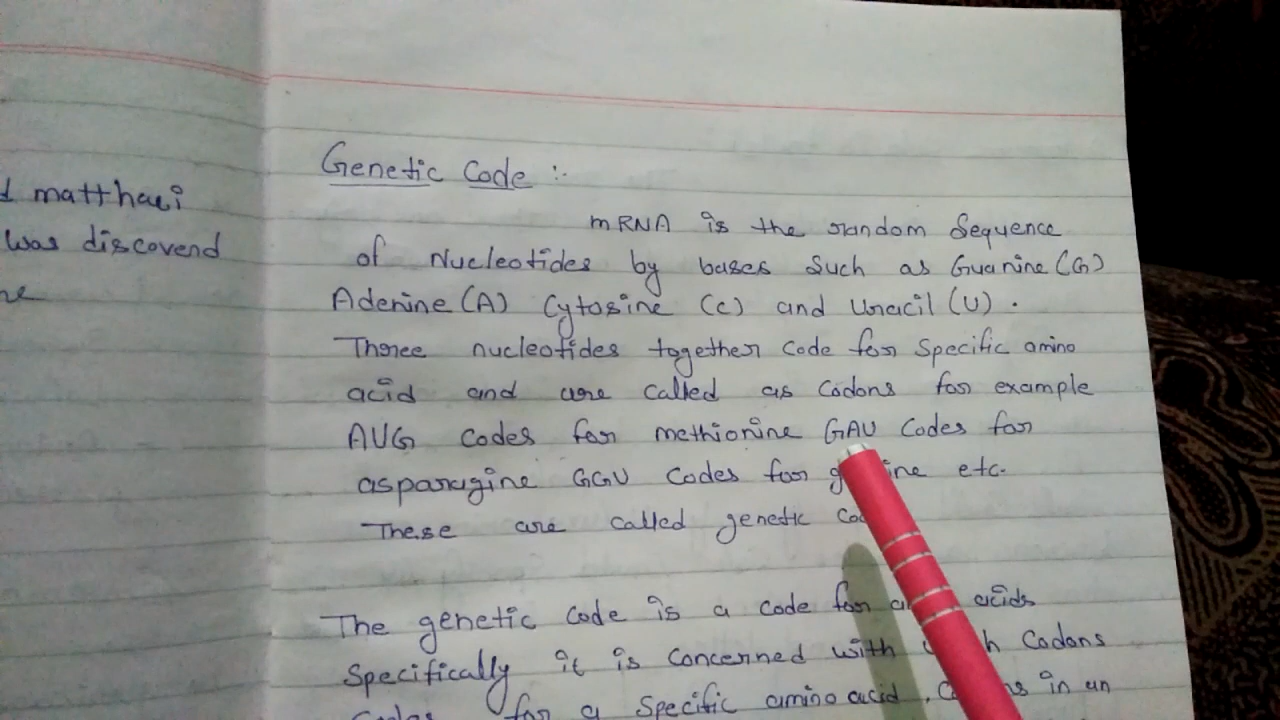 matthaei
was discoverd
Genetic Code :-
mRNA is the random Sequence
of Nucleotides by bases Such as Guanine (G)
Adenine (A) Cytosine (C) and Uracil (U) .
Three nucleotides together Code for Specific amino
acid and are called as Codons for example
AUG Codes for methionine GAU Codes for
asparagine GGU Codes for etc.
These are called genetic
The genetic Code is a Code for acids
Specifically it is Concerned with Codons
for a Specific amino acid . in an